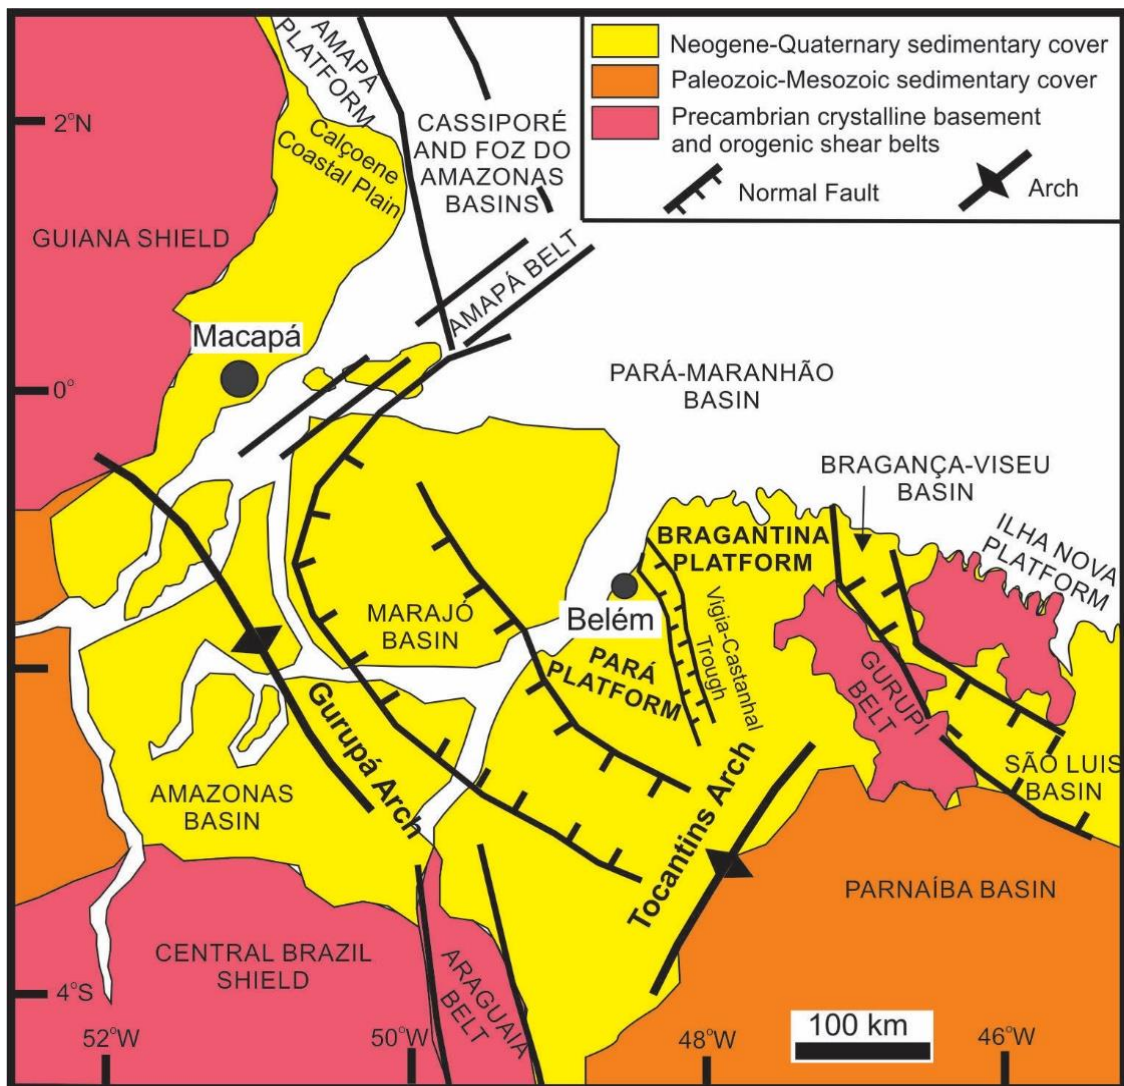 AMAPÁ
PLATFORM
Neogene-Quaternary sedimentary cover
Paleozoic-Mesozoic sedimentary cover
Precambrian crystalline basement
and orogenic shear belts
Normal Fault
Arch
2°N
Calçoene
Coastal Plain
CASSIPORÉ
AND FOZ DO
AMAZONAS
BASINS
GUIANA SHIELD
AMAPÁ BELT
Macapá
0°
PARÁ-MARANHÃO
BASIN
BRAGANÇA-VISEU
BASIN
ILHA NOVA
PLATFORM
BRAGANTINA
PLATFORM
Belém
MARAJÓ
BASIN
Vigia-Castanhal
Trough
PARÁ
PLATFORM
GURUPI
BELT
Gurupá Arch
SÃO LUIS
BASIN
AMAZONAS
BASIN
Tocantins Arch
PARNAÍBA BASIN
CENTRAL BRAZIL
SHIELD
ARAGUAIA
BELT
4°S
100 km
52°W
50°W
48°W
46°W